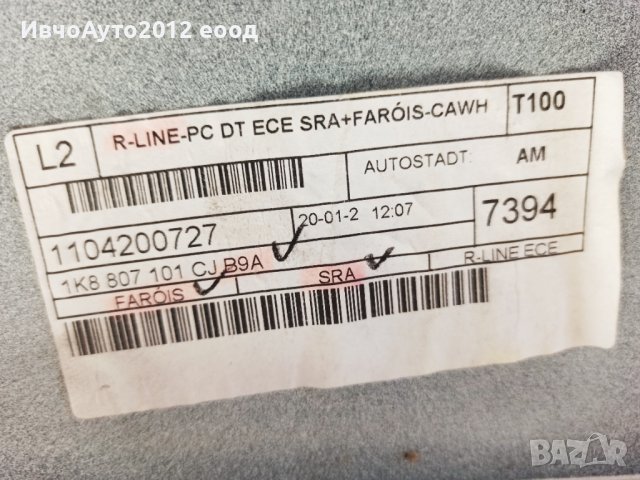 ИвчоАуто2012 еоод
L2
R-LINE-PC DT ECE SRA+FARÓIS-CAWH
T100
AUTOSTADT:
AM
1104200727
20-01-2 12:07
7394
1K8 807 101 CJ B9A
FARÓIS
SRA
R-LINE ECE
BAZAR